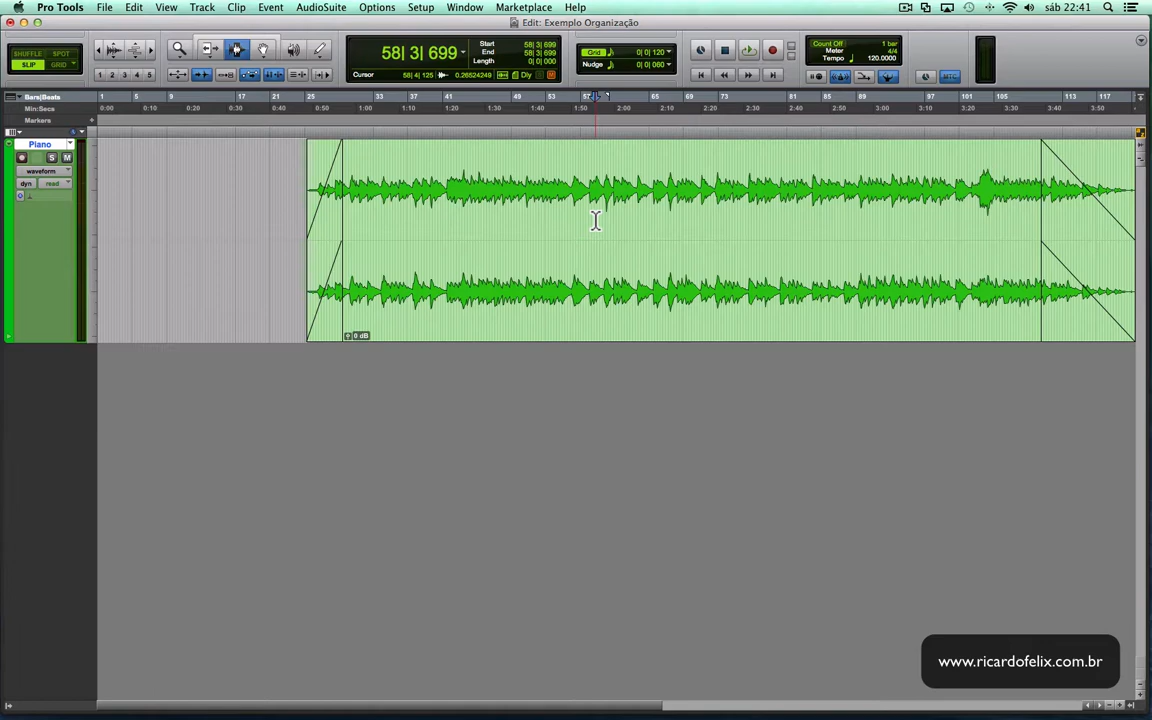 Pro Tools File Edit View Track Clip Event AudioSuite Options Setup Window Marketplace Help sáb 22:41
Edit: Exemplo Organização
SHUFFLE SPOT
SLIP GRID
1 2 3 4 5
58| 3| 699
Start 58| 3| 699
End 58| 3| 699
Length 0| 0| 000
Cursor 58| 4| 125 0.26524249 Dly
Grid 0| 0| 120
Nudge 0| 0| 060
Count Off 1 bar
Meter 4/4
Tempo 120.0000
MTC
Bars|Beats 1 5 9 17 21 25 33 37 41 49 53 57 65 69 73 81 85 89 97 101 105 113 117
Min:Secs 0:00 0:10 0:20 0:30 0:40 0:50 1:00 1:10 1:20 1:30 1:40 1:50 2:00 2:10 2:20 2:30 2:40 2:50 3:00 3:10 3:20 3:30 3:40 3:50
Markers
Piano
S M
waveform
dyn read
0 dB
www.ricardofelix.com.br